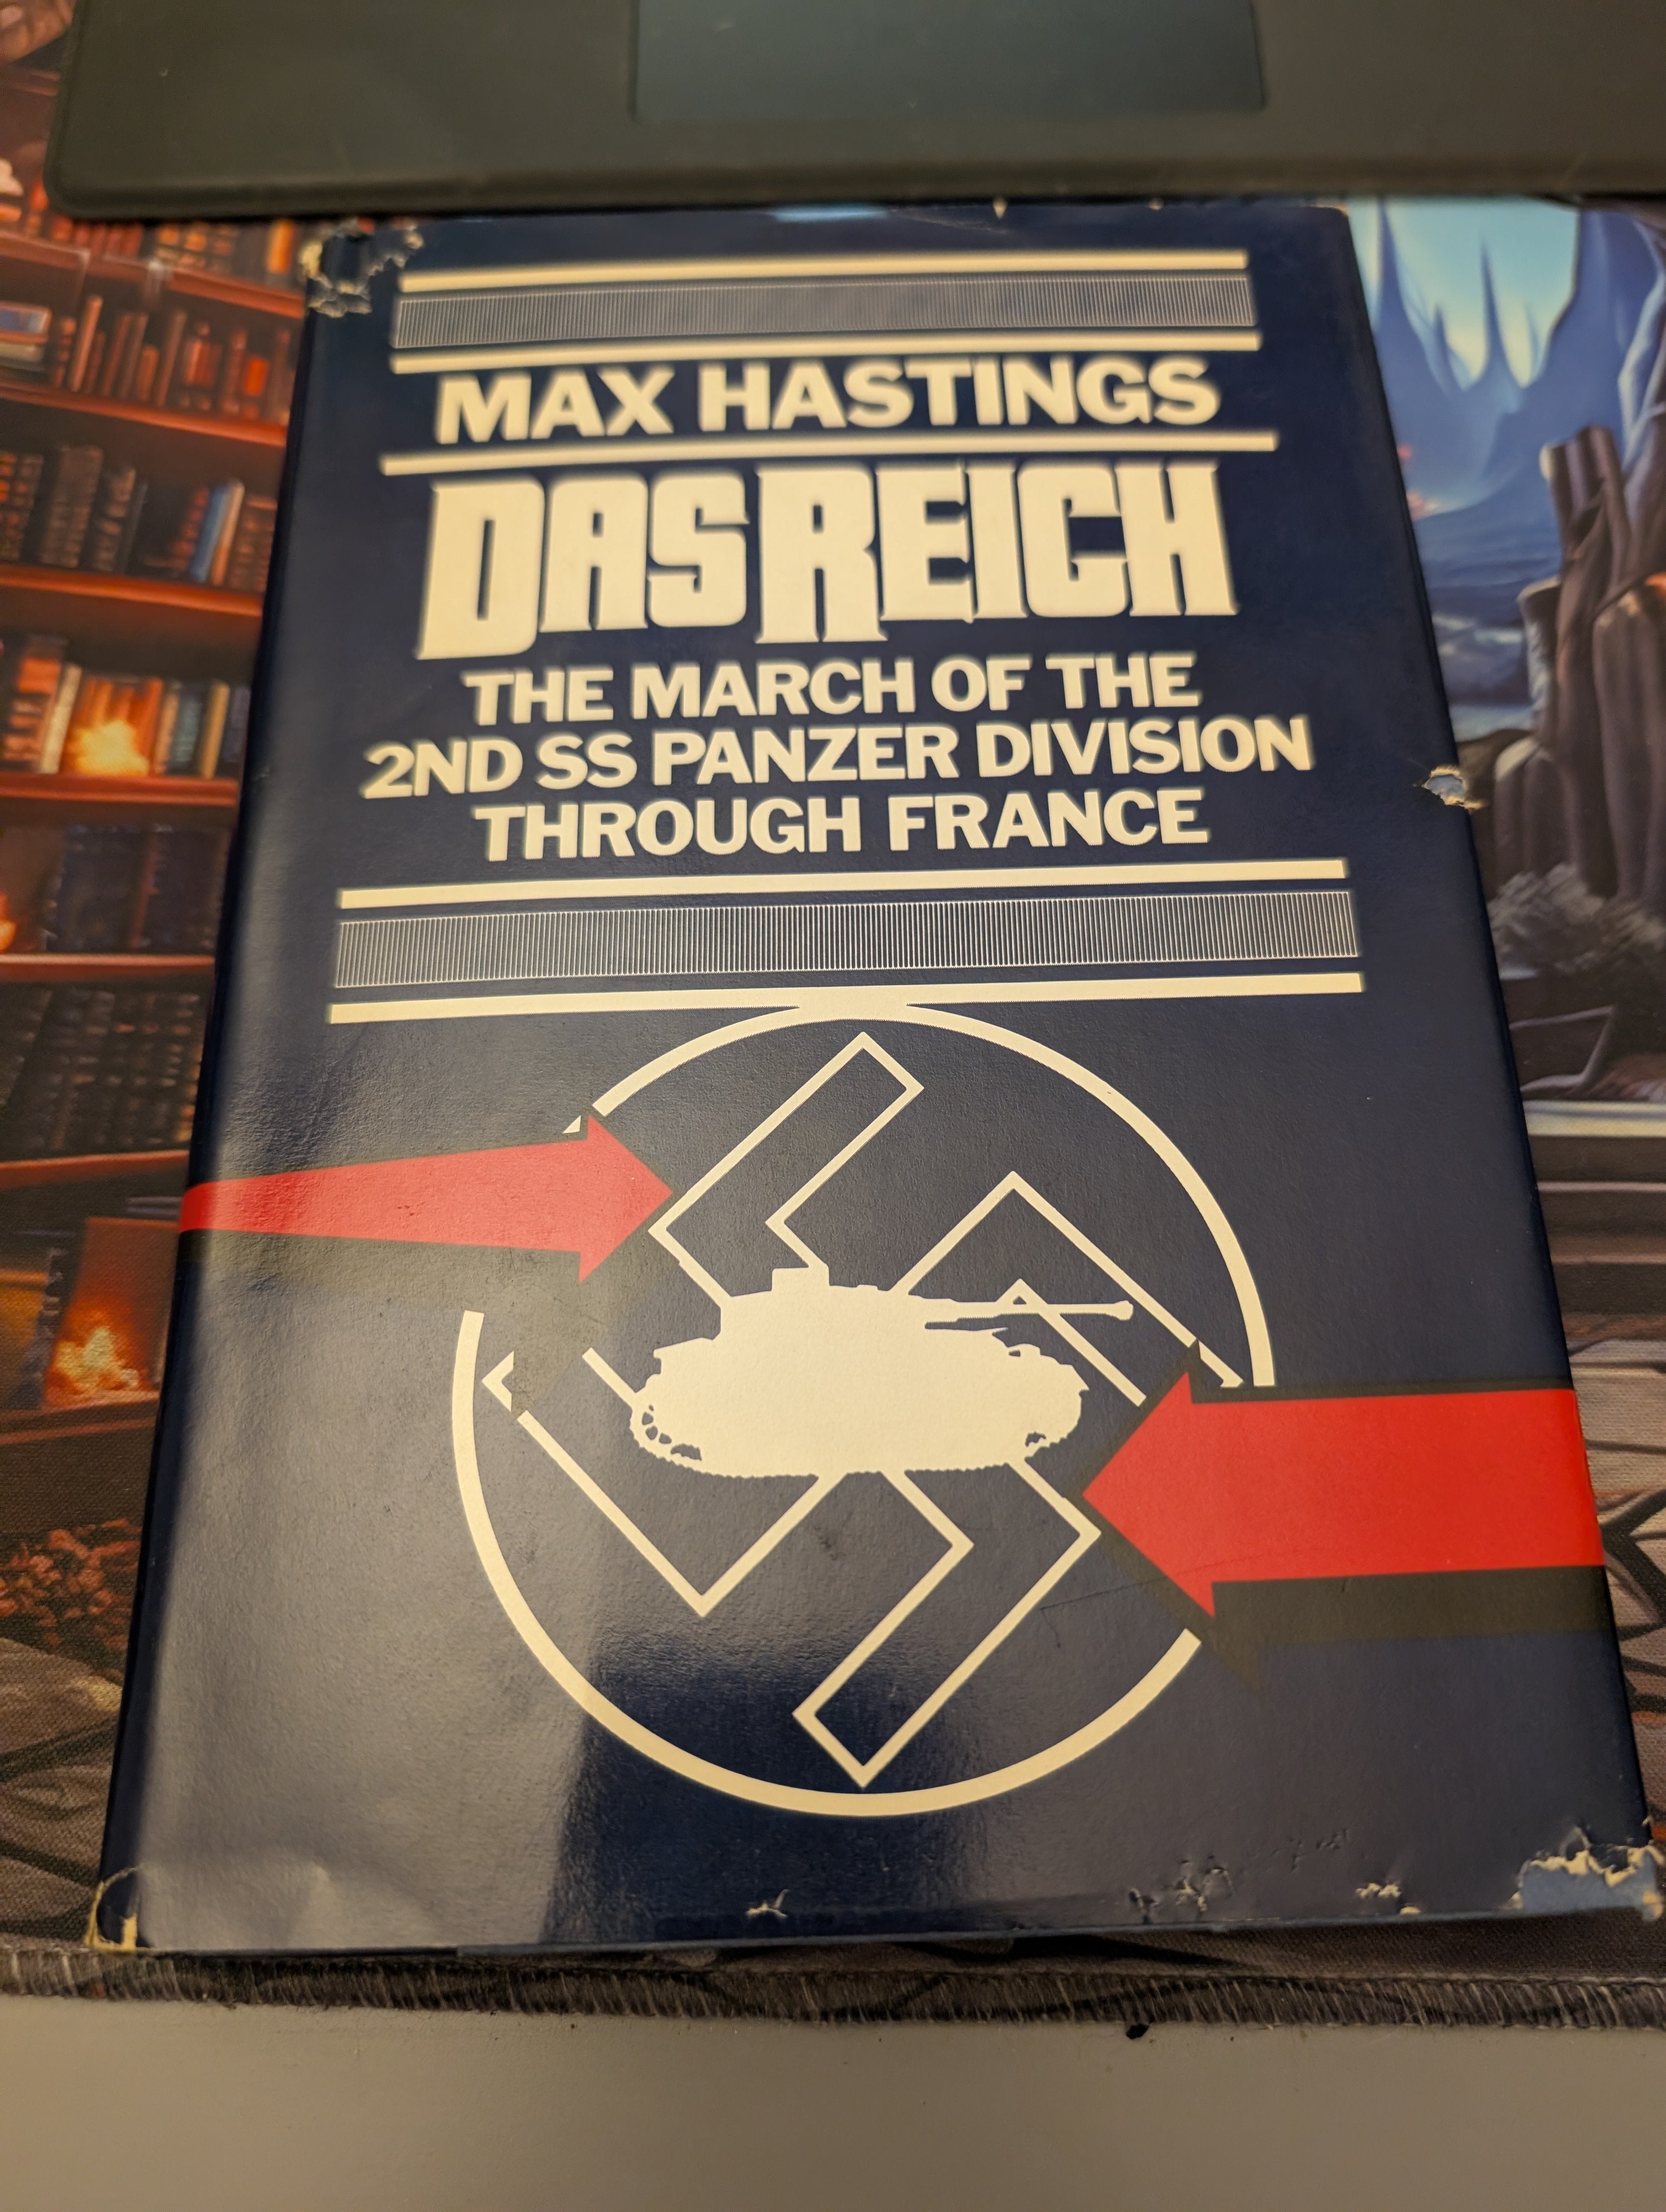 MAX HASTINGS
DAS REICH
THE MARCH OF THE
2ND SS PANZER DIVISION
THROUGH FRANCE